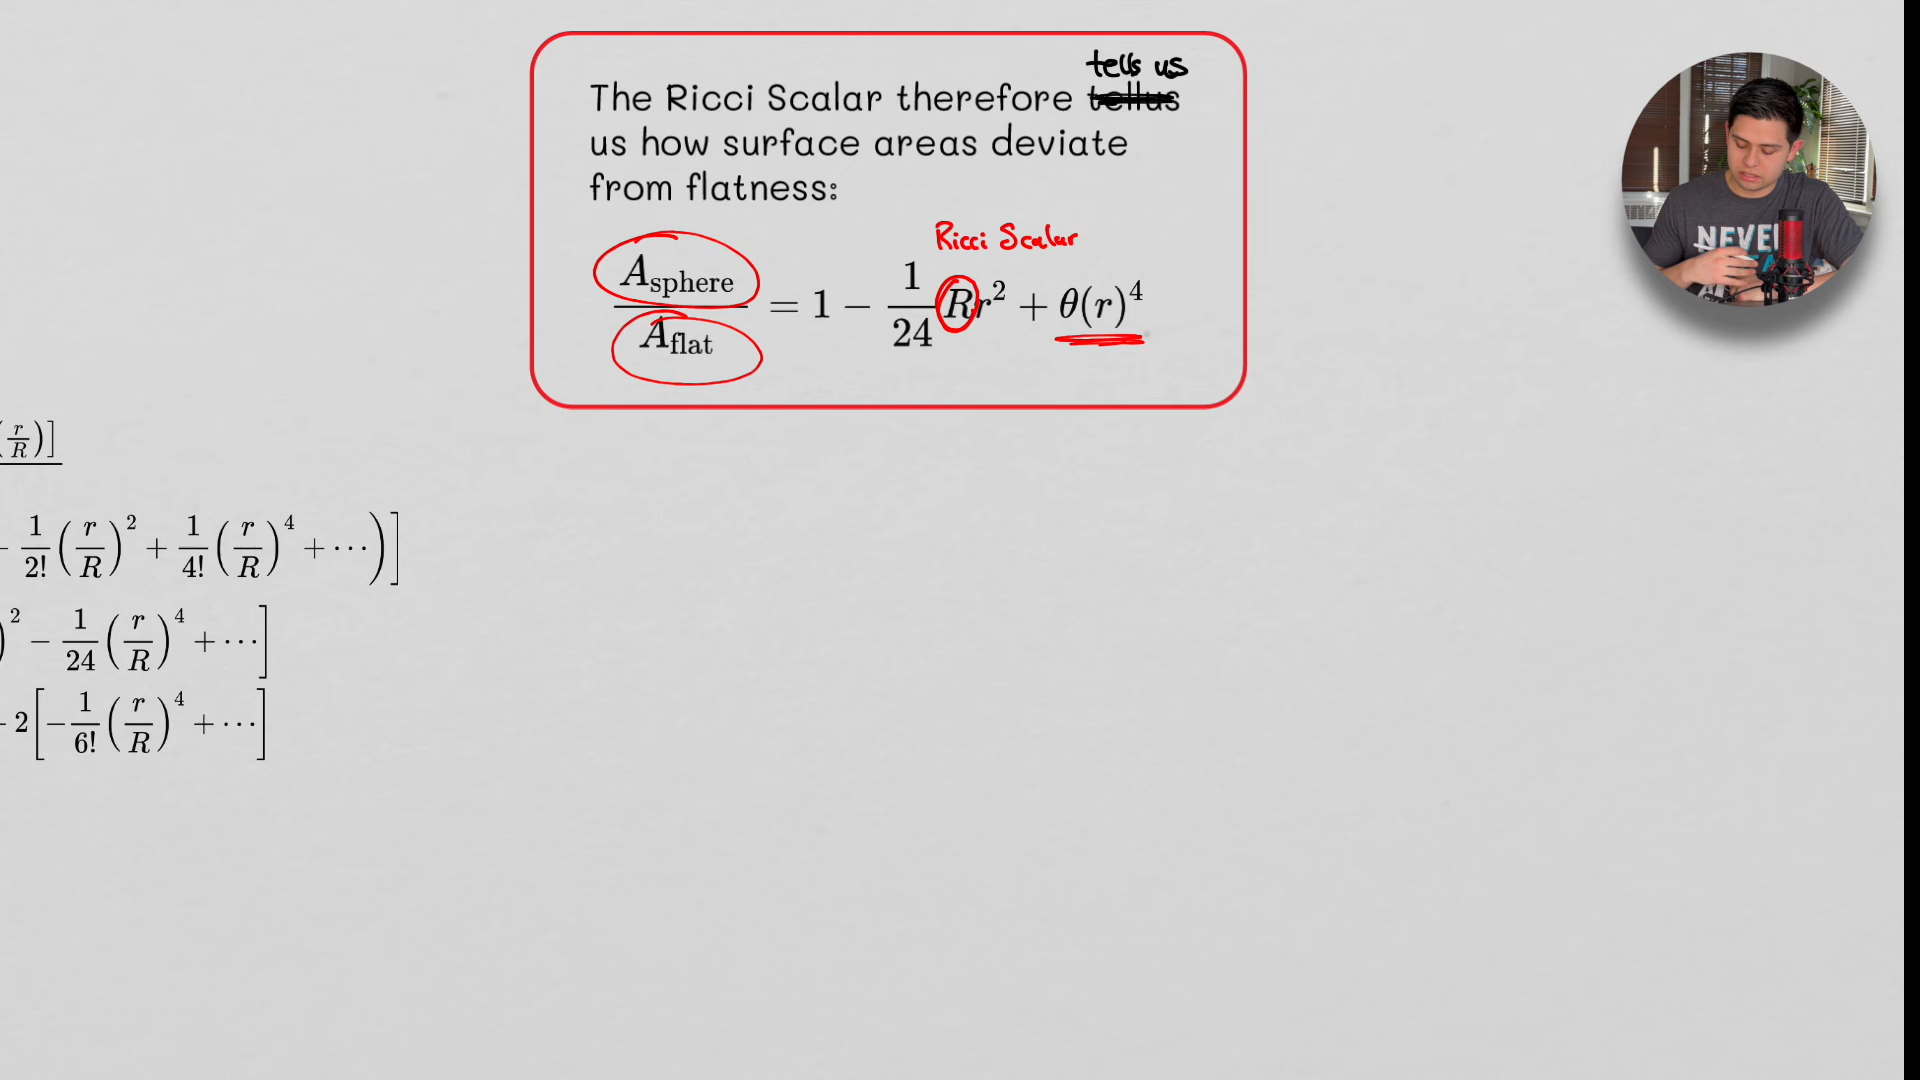 tells us
The Ricci Scalar therefore tellus
us how surface areas deviate
from flatness:
Ricci Scalar
A_sphere / A_flat = 1 − 1/24 Rr² + θ(r)⁴
(r/R)]
− 1/2! (r/R)² + 1/4! (r/R)⁴ + ⋯)]
)² − 1/24 (r/R)⁴ + ⋯]
− 2[−1/6! (r/R)⁴ + ⋯]
NEVE